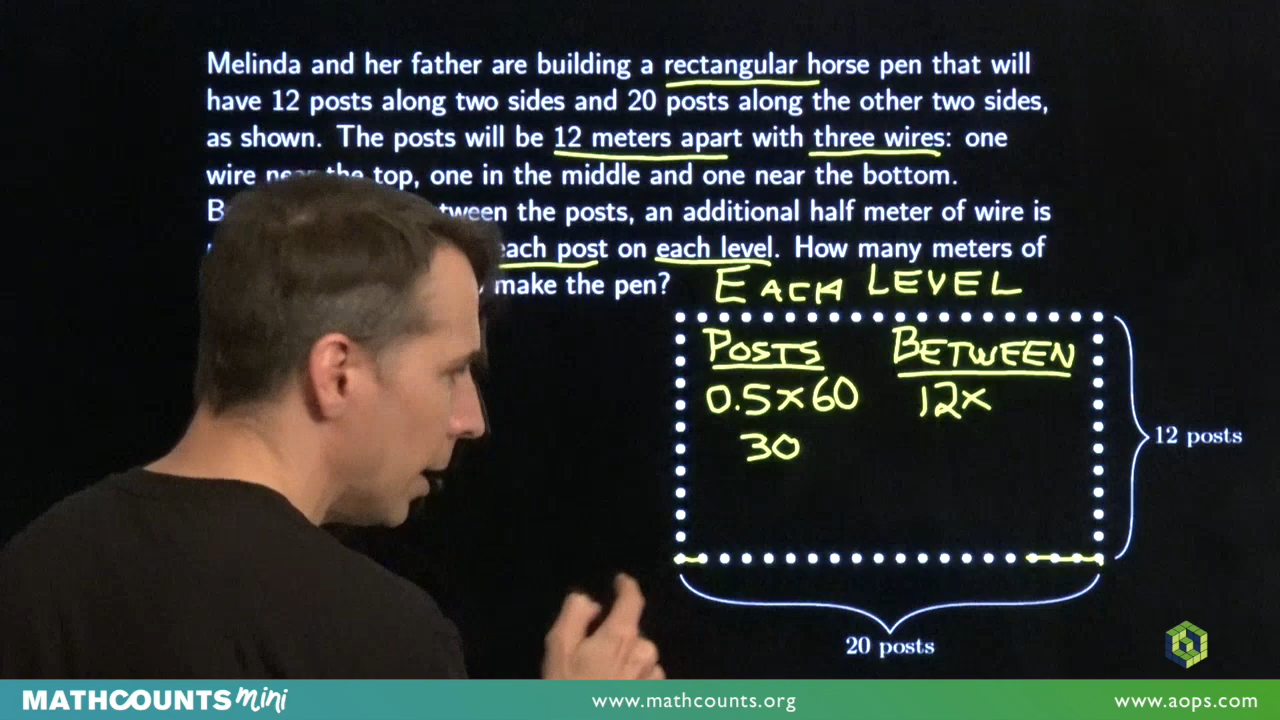 Melinda and her father are building a rectangular horse pen that will
have 12 posts along two sides and 20 posts along the other two sides,
as shown. The posts will be 12 meters apart with three wires: one
wire near the top, one in the middle and one near the bottom.
the posts, an additional half meter of wire is
each post on each level. How many meters of
make the pen?
EACH LEVEL
POSTS BETWEEN
0.5×60 12×
30
12 posts
20 posts
MATHCOUNTS mini www.mathcounts.org www.aops.com